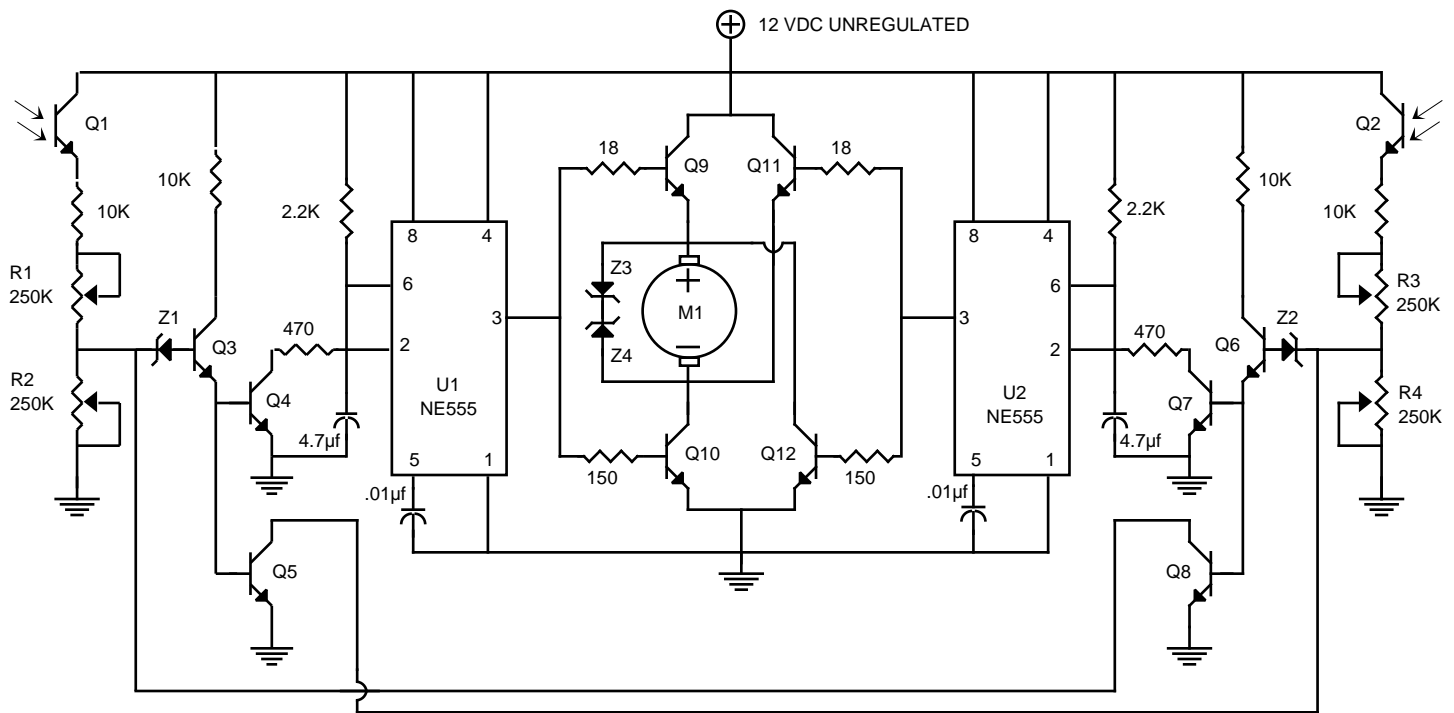 12 VDC UNREGULATED
Q1
Q2
18
Q9
Q11
18
10K
2.2K
2.2K
10K
10K
10K
8
4
8
4
R1
250K
R3
250K
6
6
Z3
+
M1
−
Z4
3
3
Z1
Q3
470
2
2
470
Q6
Z2
R2
250K
R4
250K
Q4
U1
NE555
U2
NE555
Q7
4.7µf
4.7µf
Q10
Q12
5
1
5
1
150
150
.01µf
.01µf
Q5
Q8